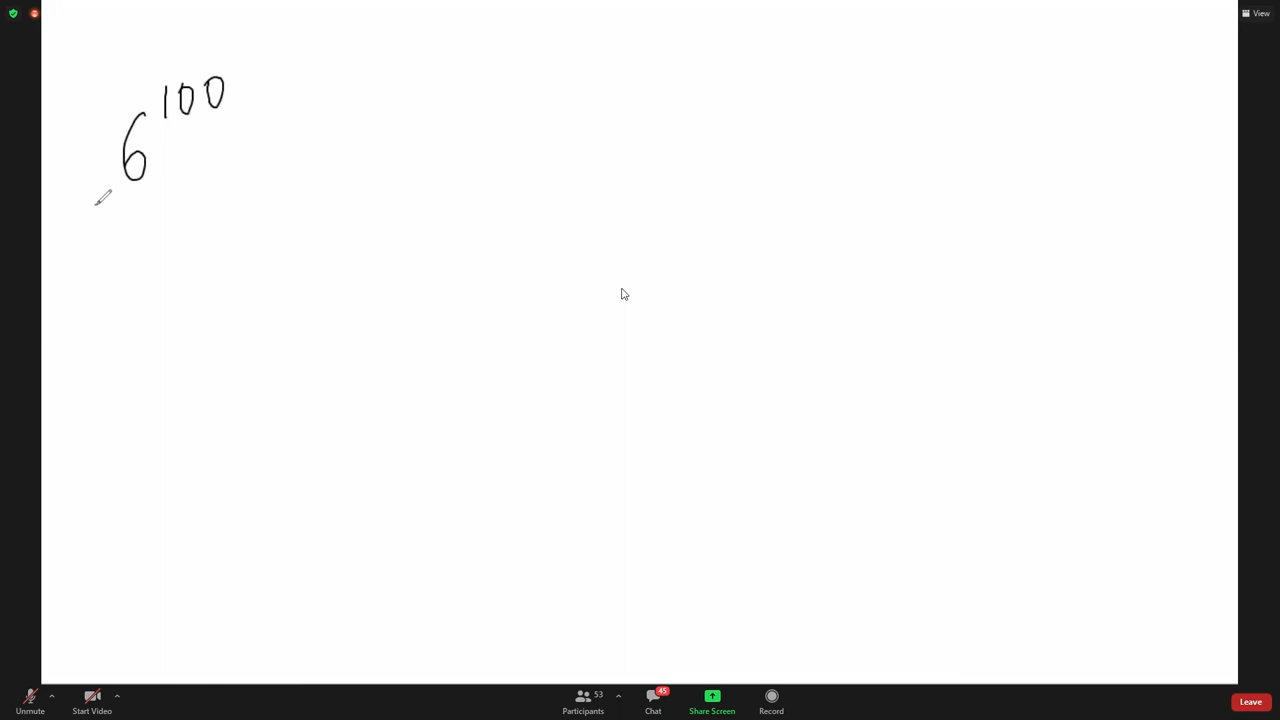 View
6^100
Unmute
Start Video
53
Participants
45
Chat
Share Screen
Record
Leave